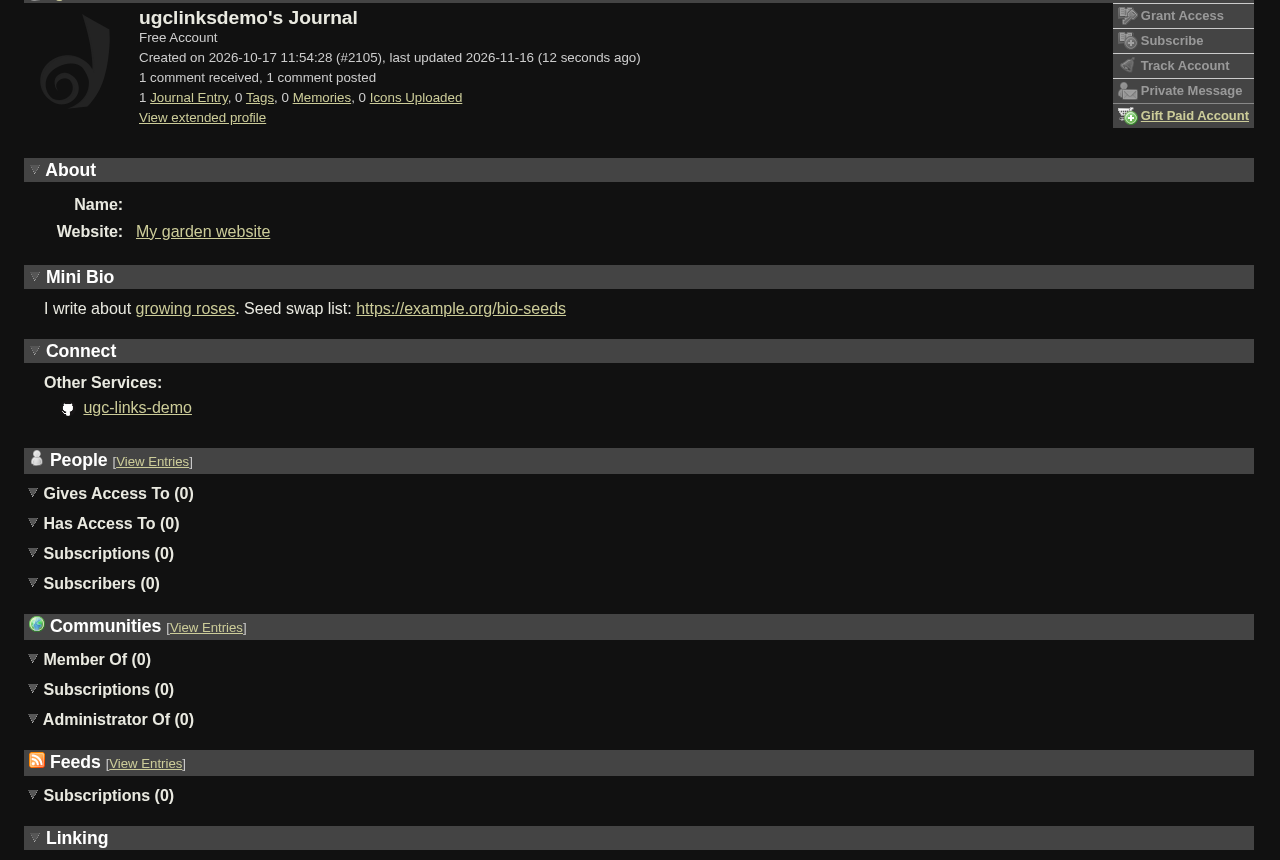 ugclinksdemo's Journal
Free Account
Created on 2026-10-17 11:54:28 (#2105), last updated 2026-11-16 (12 seconds ago)
1 comment received, 1 comment posted
1 Journal Entry, 0 Tags, 0 Memories, 0 Icons Uploaded
View extended profile
Grant Access
Subscribe
Track Account
Private Message
Gift Paid Account
About
Name:
Website: My garden website
Mini Bio
I write about growing roses. Seed swap list: https://example.org/bio-seeds
Connect
Other Services:
ugc-links-demo
People [View Entries]
Gives Access To (0)
Has Access To (0)
Subscriptions (0)
Subscribers (0)
Communities [View Entries]
Member Of (0)
Subscriptions (0)
Administrator Of (0)
Feeds [View Entries]
Subscriptions (0)
Linking